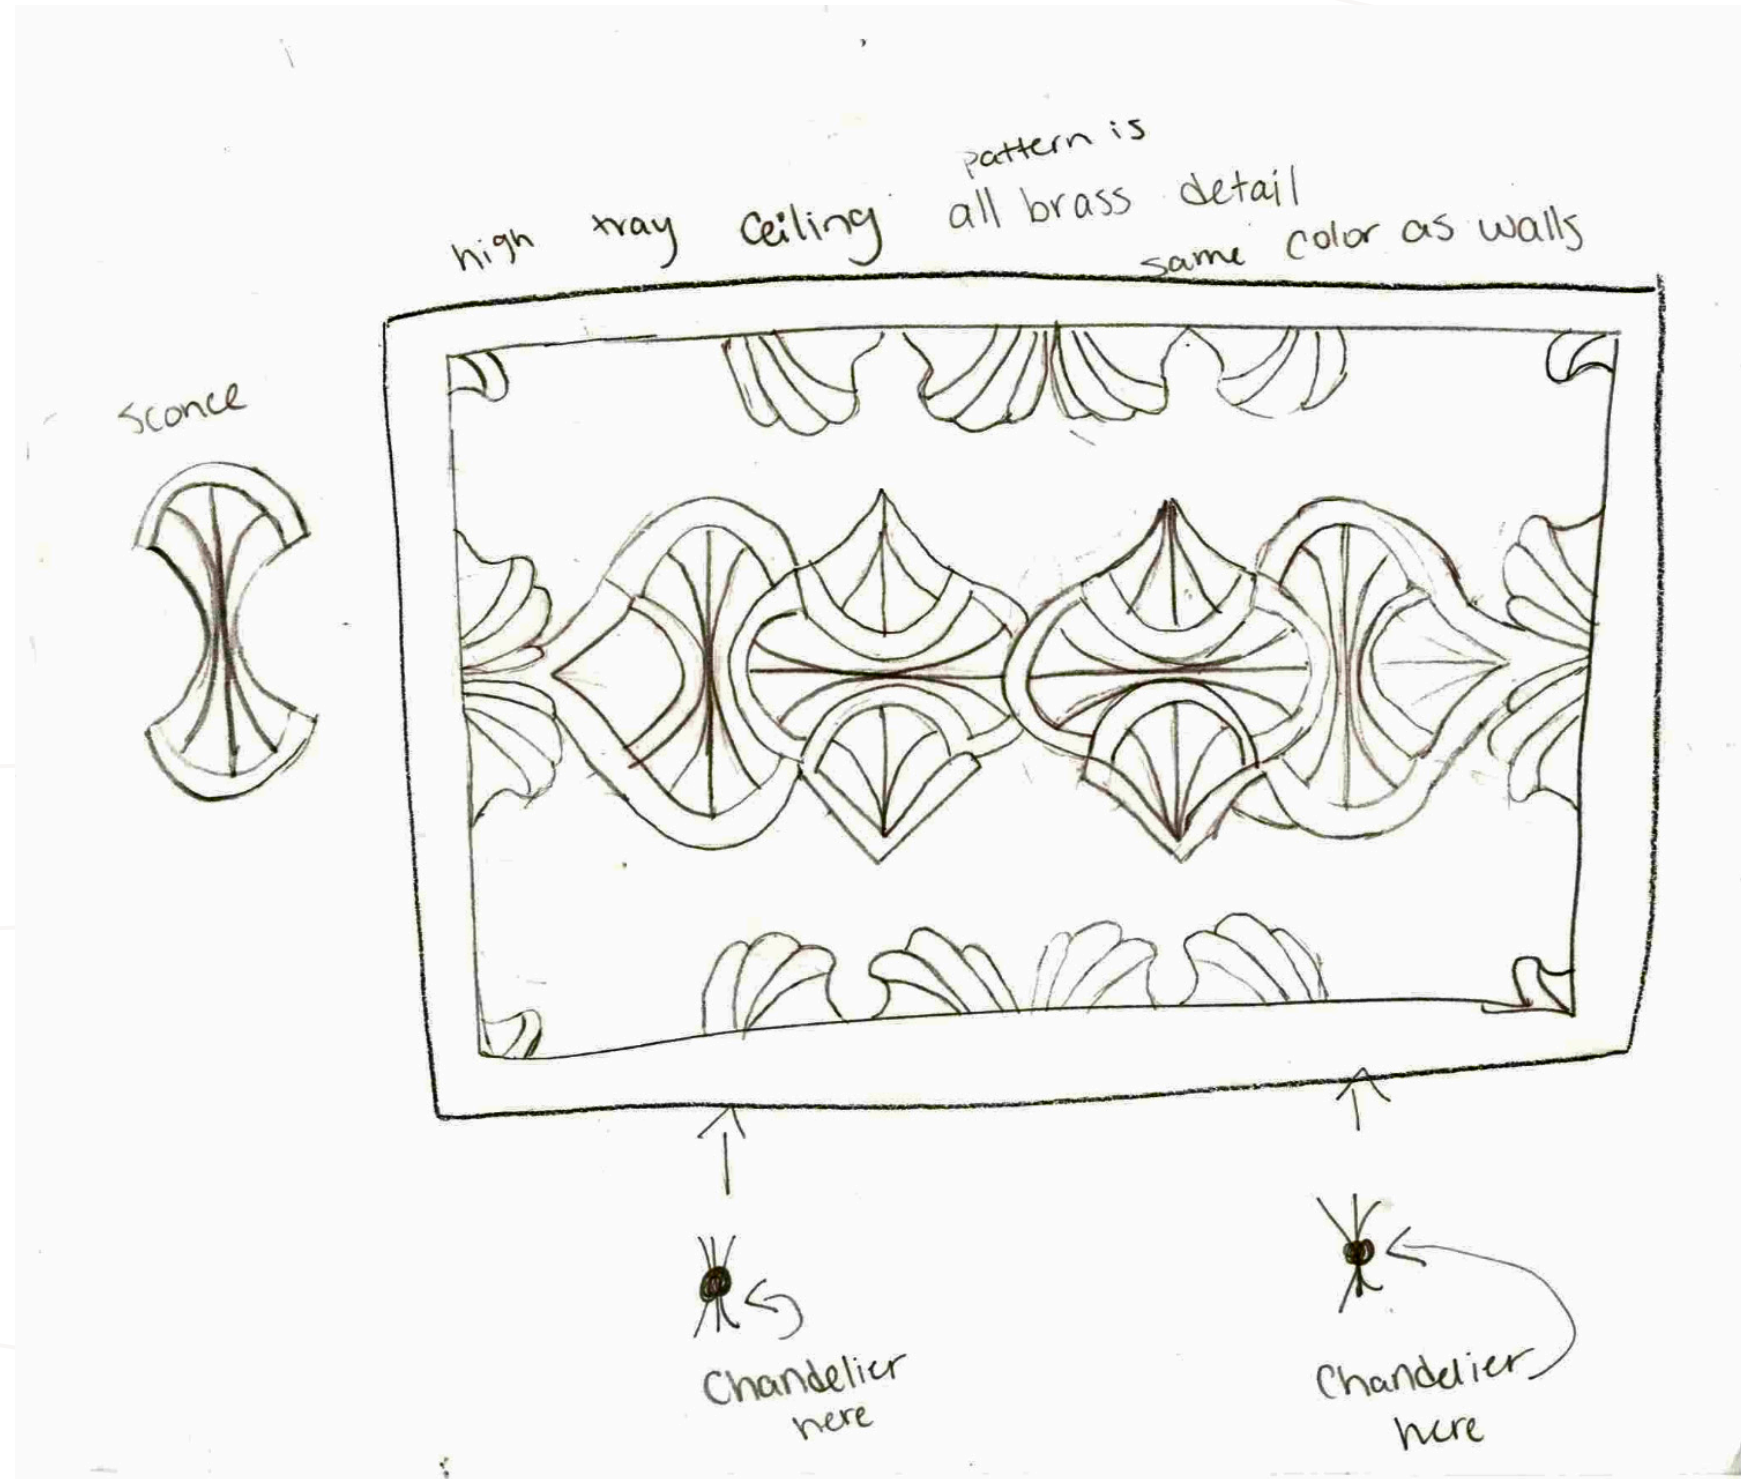 pattern is
high tray ceiling all brass detail
same color as walls
sconce
Chandelier
here
Chandelier
here